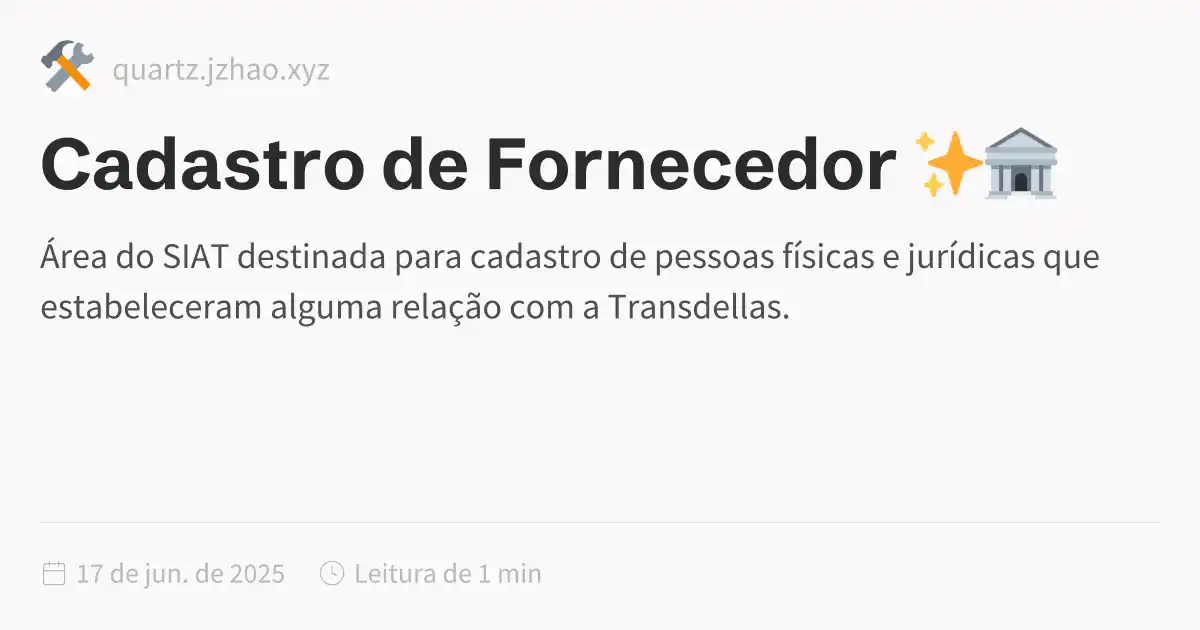 quartz.jzhao.xyz
Cadastro de Fornecedor ✨🏛️
Área do SIAT destinada para cadastro de pessoas físicas e jurídicas que
estabeleceram alguma relação com a Transdellas.
17 de jun. de 2025 Leitura de 1 min